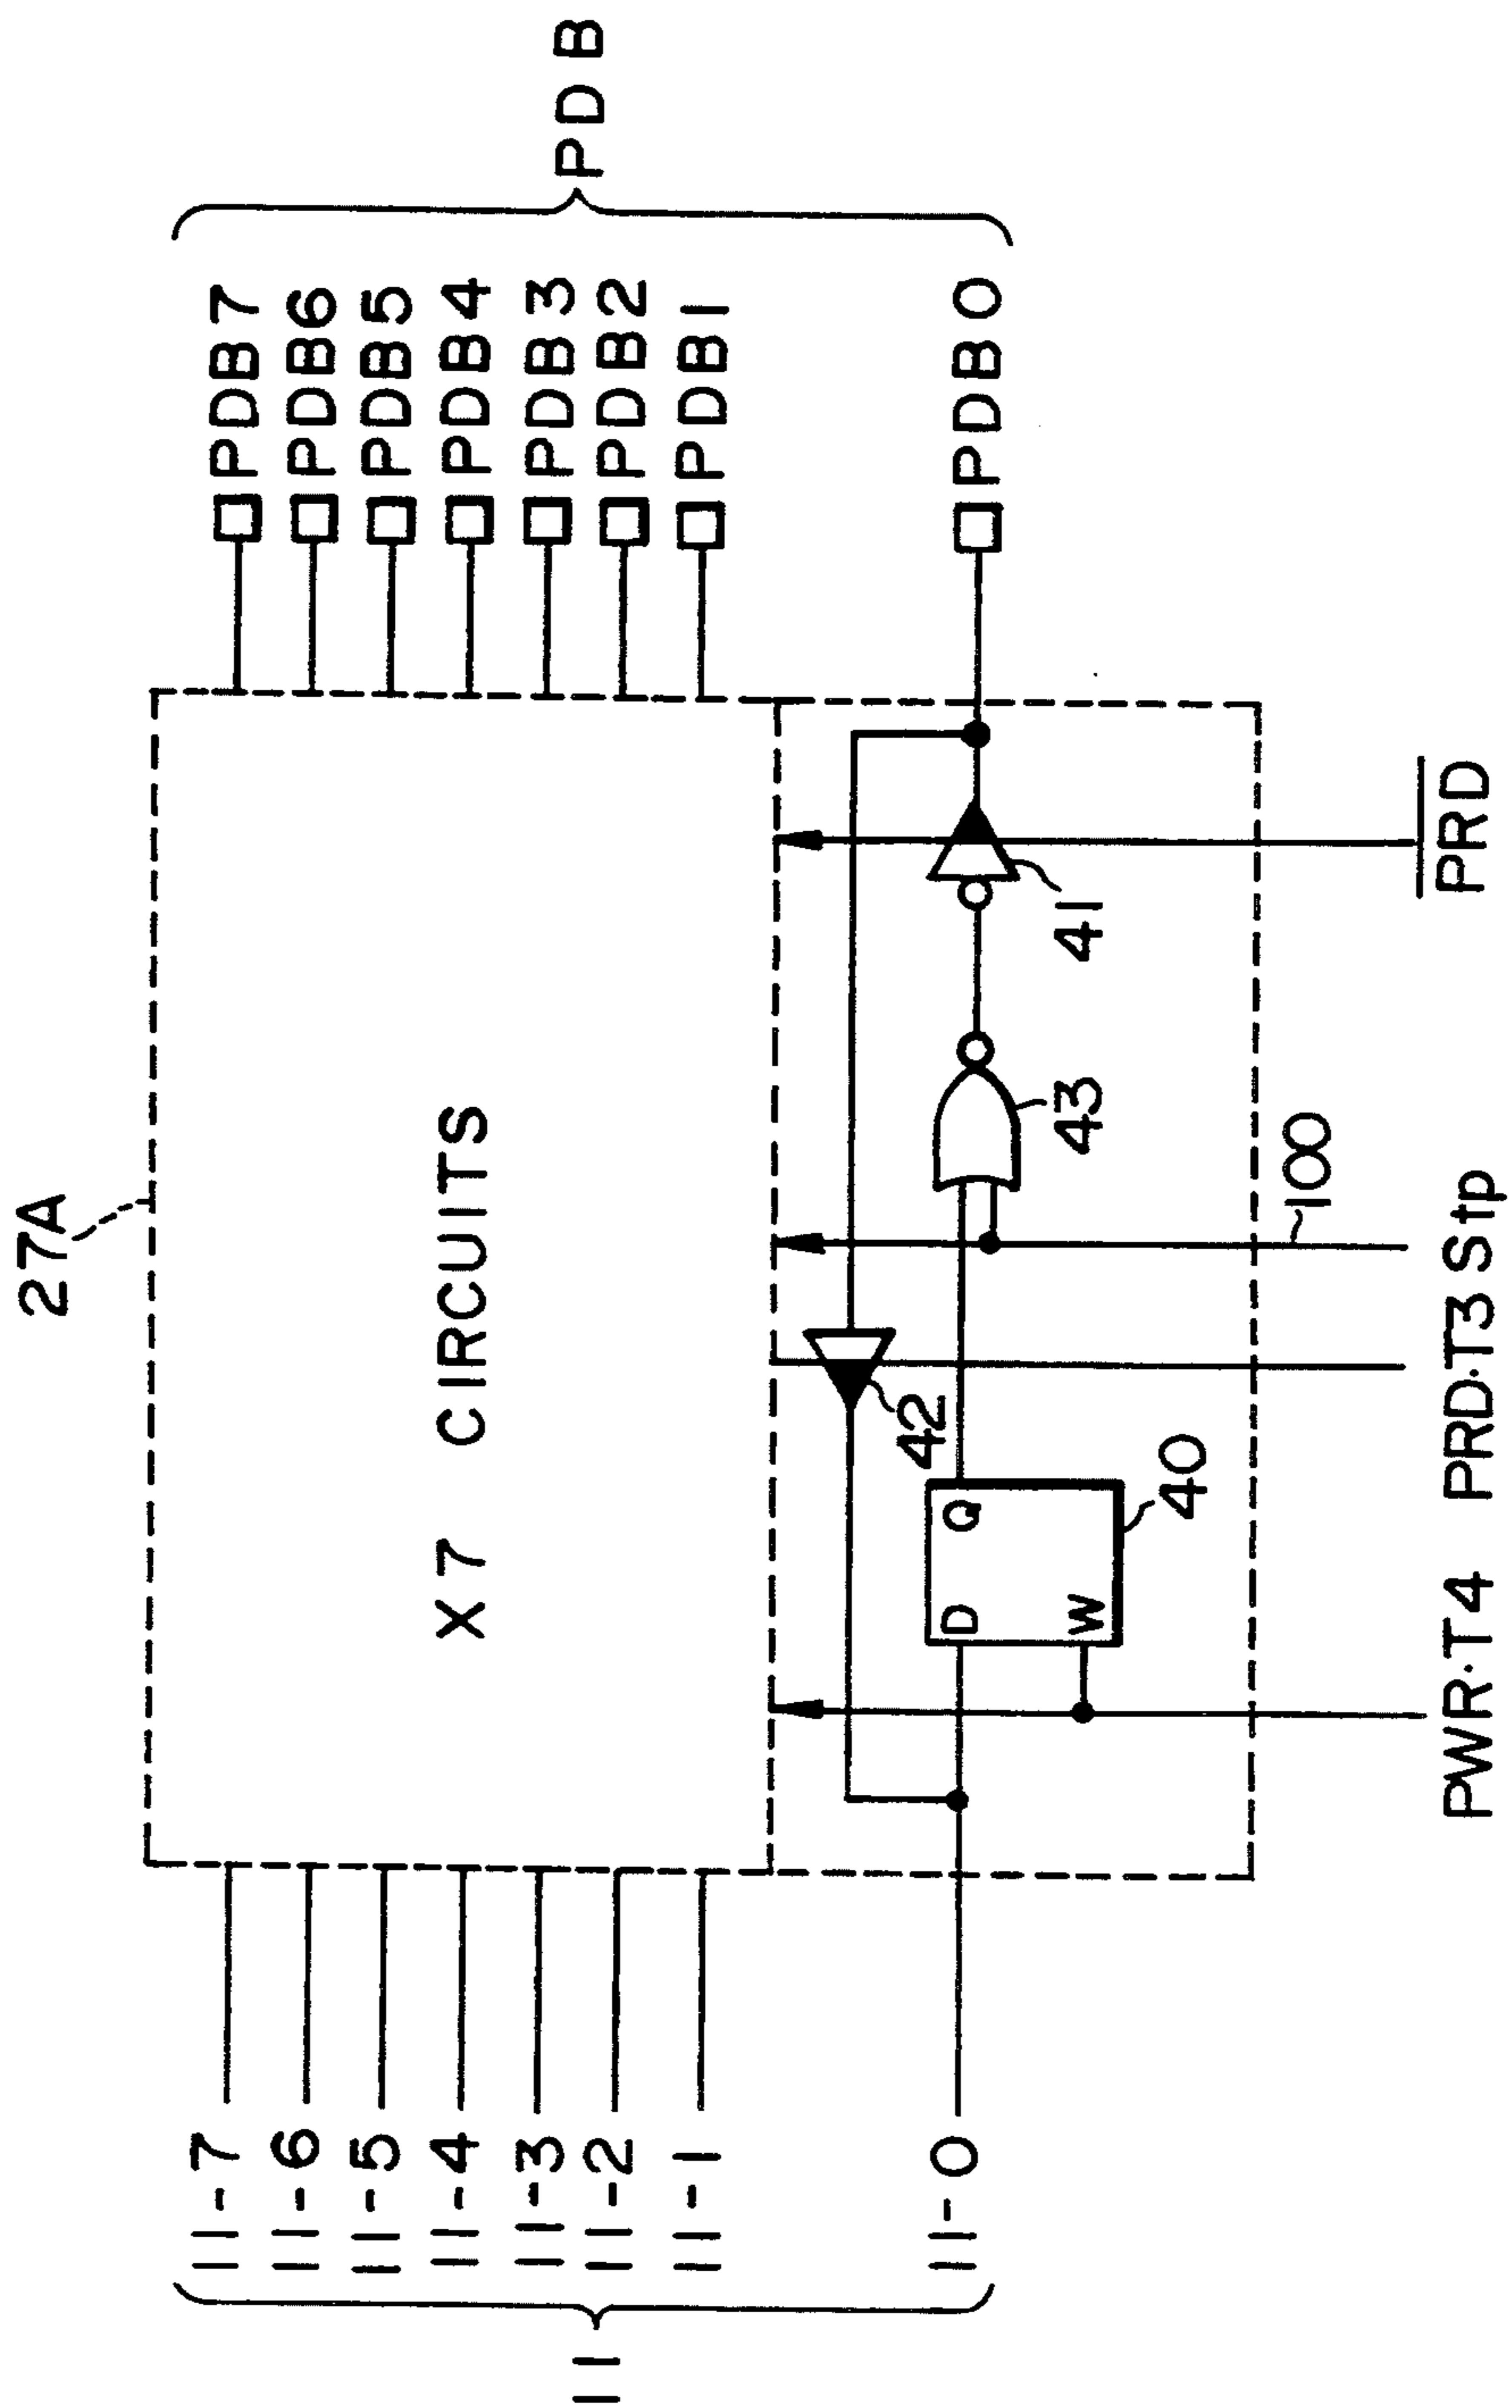 27A
11-7
11-6
11-5
11-4
11-3
11-2
11-1
11-0
11
X7 CIRCUITS
PDB7
PDB6
PDB5
PDB4
PDB3
PDB2
PDB1
PDB0
PDB
D
Q
W
40
42
43
41
100
PWR·T4
PRD·T3
Stp
PRD